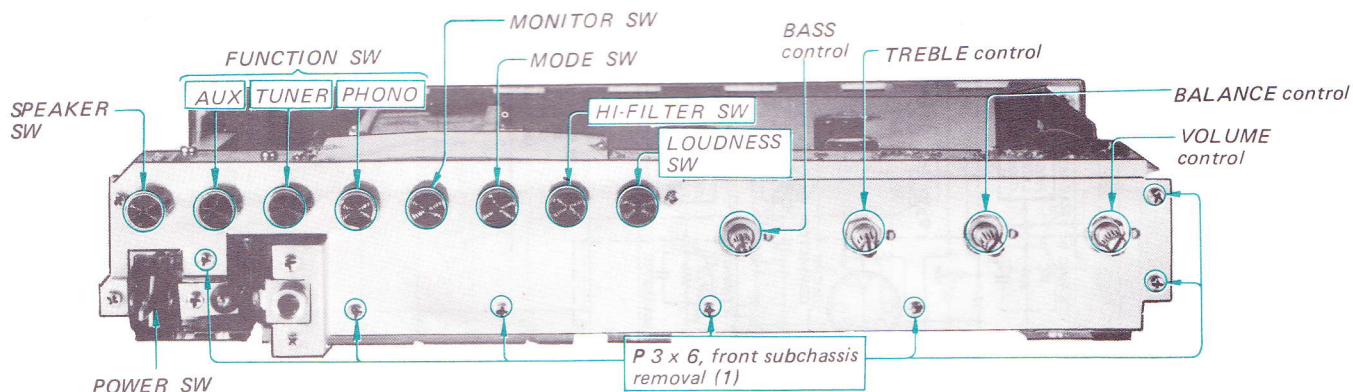 MONITOR SW
BASS
control
FUNCTION SW
MODE SW
TREBLE control
AUX
TUNER
PHONO
SPEAKER
SW
HI-FILTER SW
BALANCE control
LOUDNESS
SW
VOLUME
control
P 3 x 6, front subchassis
removal (1)
POWER SW